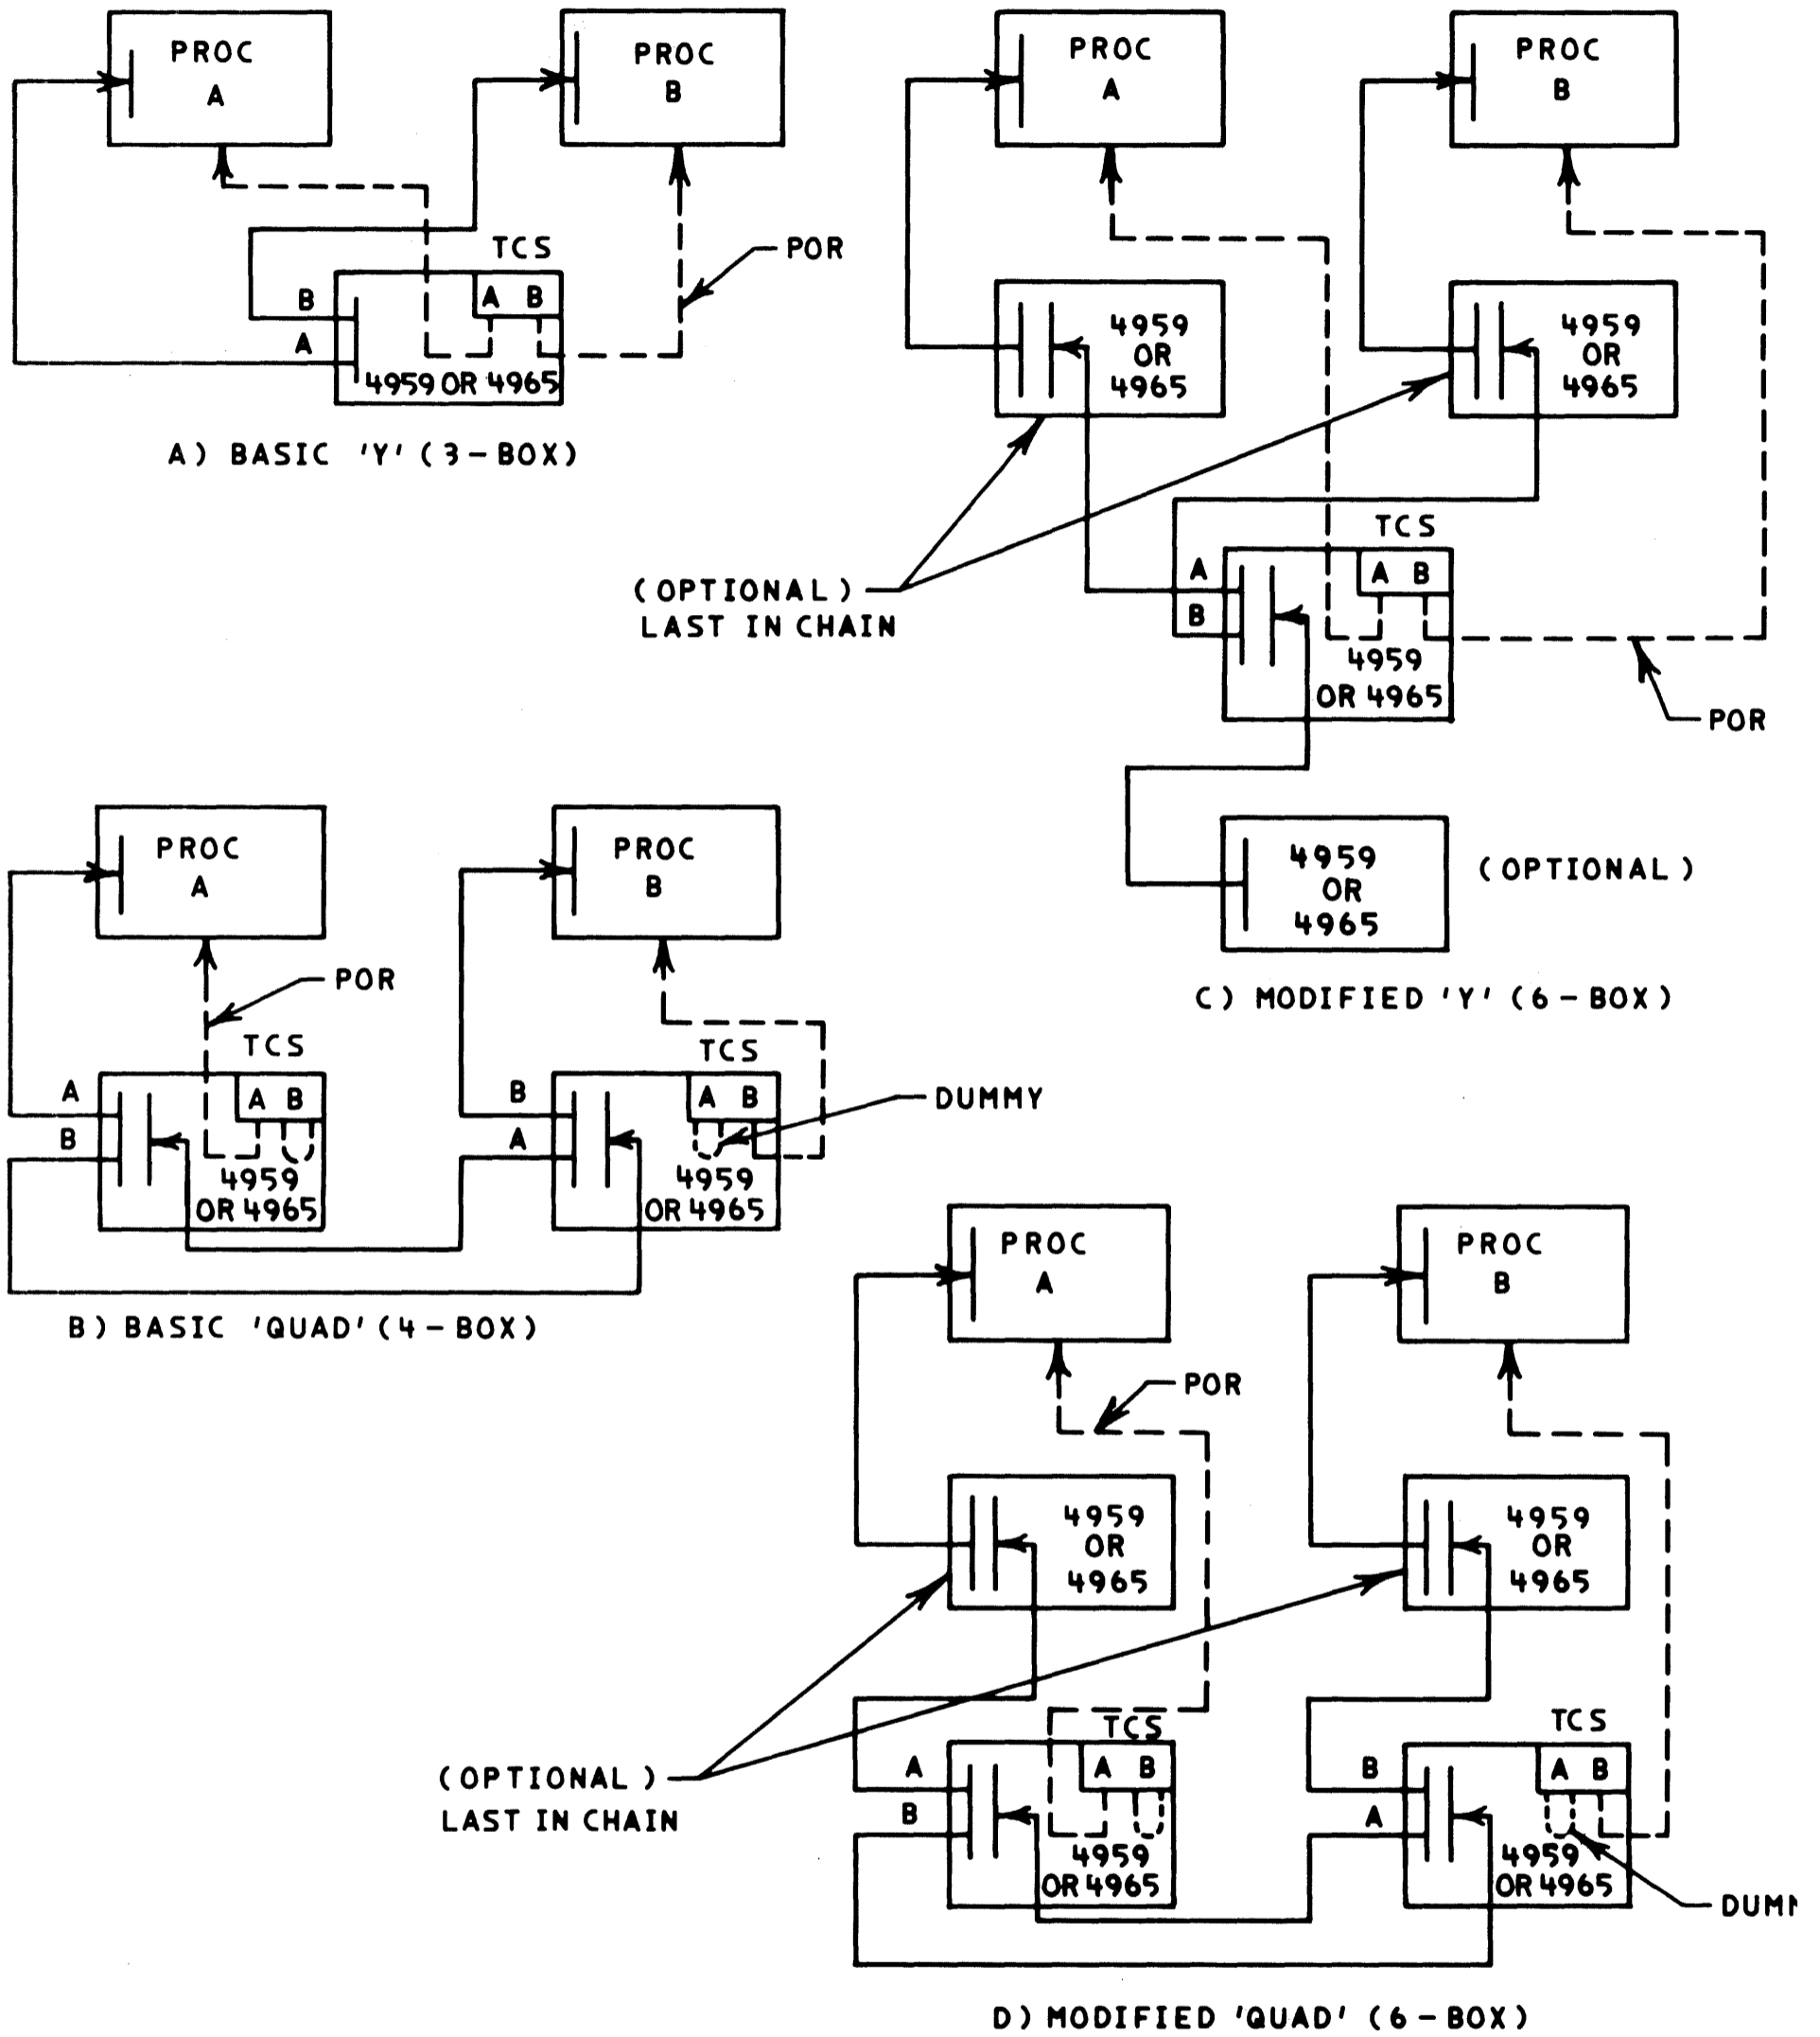 PROC
A
PROC
B
TCS
POR
B
A
A B
4959 OR 4965
A) BASIC 'Y' (3-BOX)
PROC
A
PROC
B
4959
OR
4965
4959
OR
4965
(OPTIONAL)
LAST IN CHAIN
TCS
A
B
A B
4959
OR 4965
POR
4959
OR
4965
(OPTIONAL)
C) MODIFIED 'Y' (6-BOX)
PROC
A
PROC
B
POR
TCS
TCS
A
B
A B
4959
OR 4965
B
A
A B
4959
OR 4965
DUMMY
B) BASIC 'QUAD' (4-BOX)
PROC
A
PROC
B
POR
4959
OR
4965
4959
OR
4965
(OPTIONAL)
LAST IN CHAIN
TCS
TCS
A
B
A B
4959
OR 4965
B
A
A B
4959
OR 4965
D) MODIFIED 'QUAD' (6-BOX)